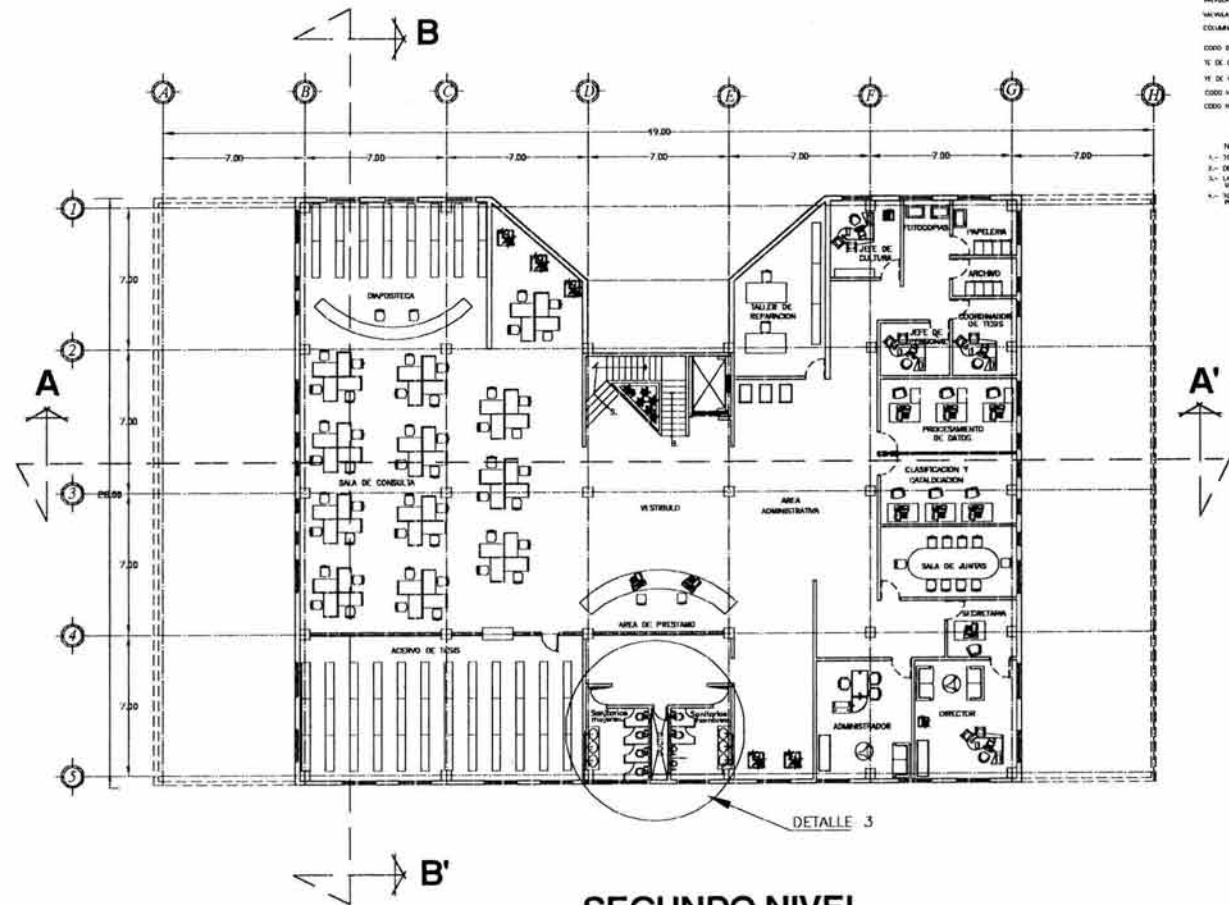 B
A B C D E F G H
19.00
7.00 7.00 7.00 7.00 7.00 7.00 7.00
1
2
3
4
5
7.00
7.00
7.00
7.00
28.00
A
A'
DIAPOSITECA
TALLER DE
REPARACION
JEFE DE
CULTURA
FOTOCOPIAS
PAPELERIA
ARCHIVO
COORDINADOR
DE TESIS
JEFE DE
PERSONAL
PROCESAMIENTO
DE DATOS
CLASIFICACION Y
CATALOGACION
SALA DE CONSULTA
VESTIBULO
AREA
ADMINISTRATIVA
SALA DE JUNTAS
SECRETARIA
AREA DE PRESTAMO
ACERVO DE TESIS
Sanitarios
mujeres
Sanitarios
hombres
ADMINISTRADOR
DIRECTOR
DETALLE 3
B'
SEGUNDO NIVEL